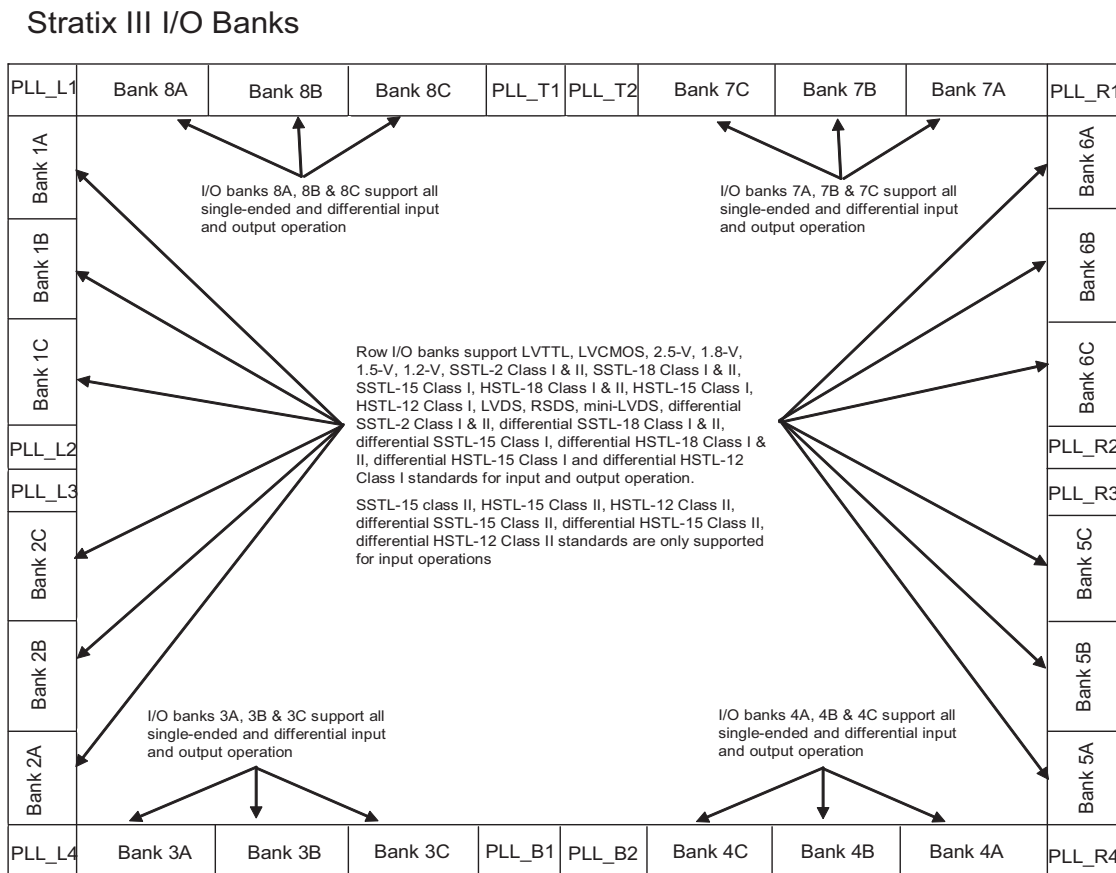 Stratix III I/O Banks
PLL_L1
Bank 8A
Bank 8B
Bank 8C
PLL_T1
PLL_T2
Bank 7C
Bank 7B
Bank 7A
PLL_R1
Bank 1A
Bank 1B
Bank 1C
PLL_L2
PLL_L3
Bank 2C
Bank 2B
Bank 2A
I/O banks 8A, 8B & 8C support all
single-ended and differential input
and output operation
I/O banks 7A, 7B & 7C support all
single-ended and differential input
and output operation
Row I/O banks support LVTTL, LVCMOS, 2.5-V, 1.8-V,
1.5-V, 1.2-V, SSTL-2 Class I & II, SSTL-18 Class I & II,
SSTL-15 Class I, HSTL-18 Class I & II, HSTL-15 Class I,
HSTL-12 Class I, LVDS, RSDS, mini-LVDS, differential
SSTL-2 Class I & II, differential SSTL-18 Class I & II,
differential SSTL-15 Class I, differential HSTL-18 Class I &
II, differential HSTL-15 Class I and differential HSTL-12
Class I standards for input and output operation.
SSTL-15 class II, HSTL-15 Class II, HSTL-12 Class II,
differential SSTL-15 Class II, differential HSTL-15 Class II,
differential HSTL-12 Class II standards are only supported
for input operations
I/O banks 3A, 3B & 3C support all
single-ended and differential input
and output operation
I/O banks 4A, 4B & 4C support all
single-ended and differential input
and output operation
Bank 6A
Bank 6B
Bank 6C
PLL_R2
PLL_R3
Bank 5C
Bank 5B
Bank 5A
PLL_L4
Bank 3A
Bank 3B
Bank 3C
PLL_B1
PLL_B2
Bank 4C
Bank 4B
Bank 4A
PLL_R4